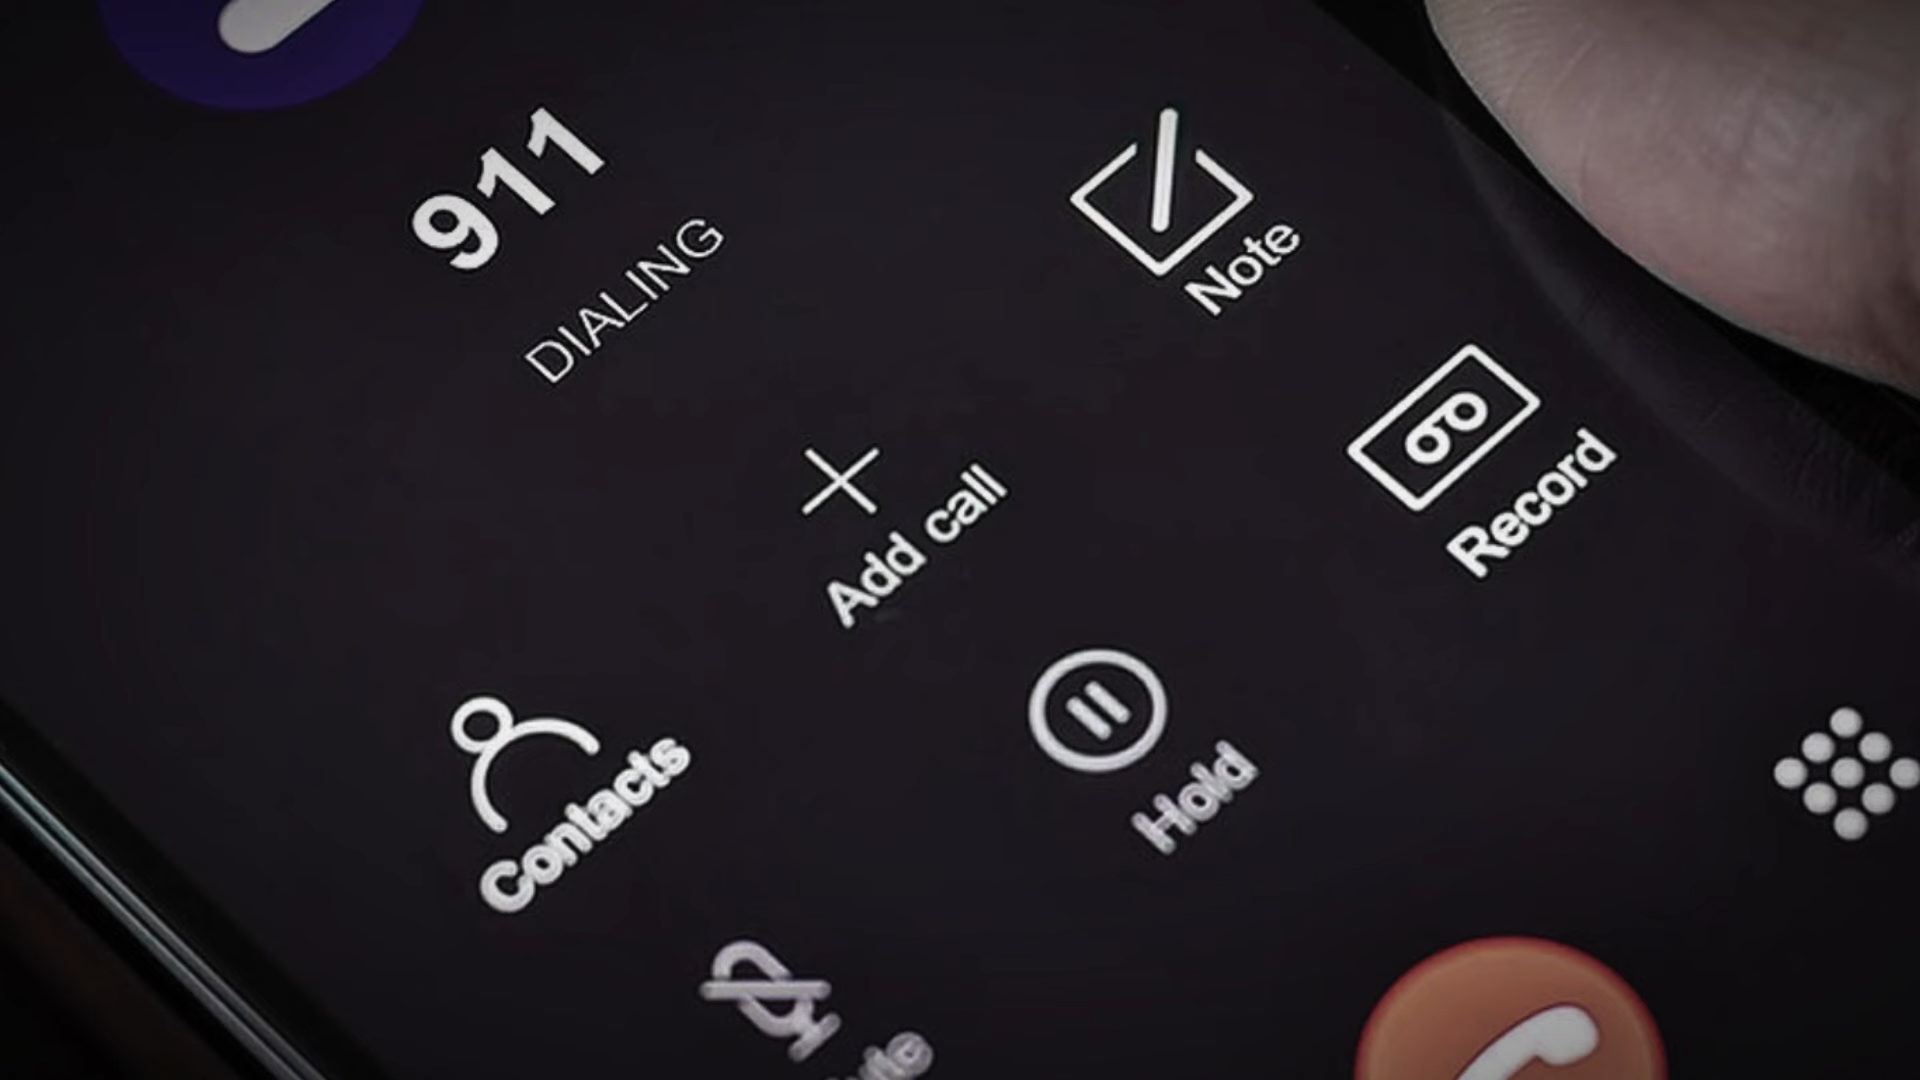 911
DIALING
Note
Add call
Record
Contacts
Hold